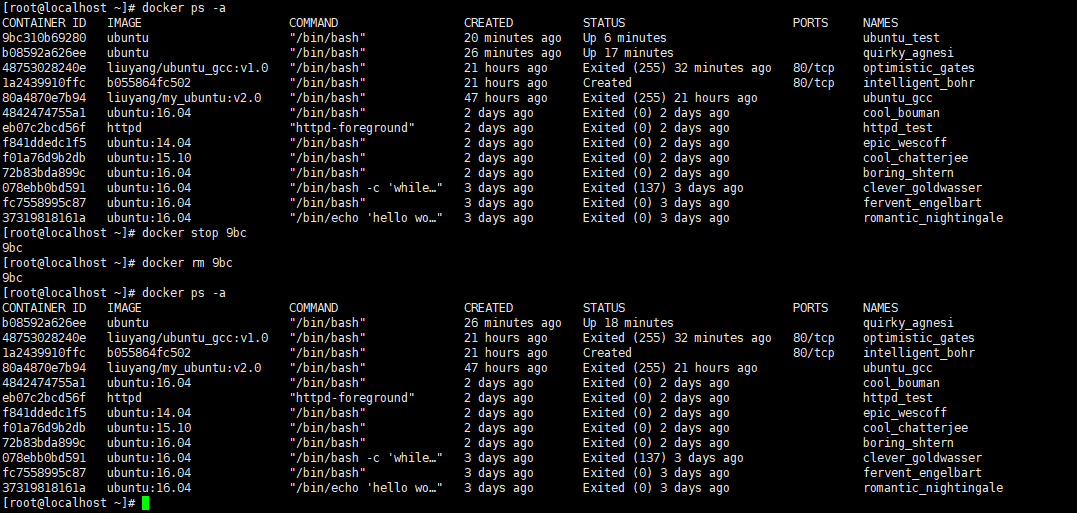 [root@localhost ~]# docker ps -a
CONTAINER ID   IMAGE                    COMMAND                  CREATED          STATUS                       PORTS     NAMES
9bc310b69280   ubuntu                   "/bin/bash"              20 minutes ago   Up 6 minutes                           ubuntu_test
b08592a626ee   ubuntu                   "/bin/bash"              26 minutes ago   Up 17 minutes                          quirky_agnesi
48753028240e   liuyang/ubuntu_gcc:v1.0   "/bin/bash"              21 hours ago     Exited (255) 32 minutes ago   80/tcp    optimistic_gates
1a2439910ffc   b055864fc502             "/bin/bash"              21 hours ago     Created                      80/tcp    intelligent_bohr
80a4870e7b94   liuyang/my_ubuntu:v2.0   "/bin/bash"              47 hours ago     Exited (255) 21 hours ago              ubuntu_gcc
4842474755a1   ubuntu:16.04             "/bin/bash"              2 days ago       Exited (0) 2 days ago                  cool_bouman
eb07c2bcd56f   httpd                    "httpd-foreground"       2 days ago       Exited (0) 2 days ago                  httpd_test
f841ddedc1f5   ubuntu:14.04             "/bin/bash"              2 days ago       Exited (0) 2 days ago                  epic_wescoff
f01a76d9b2db   ubuntu:15.10             "/bin/bash"              2 days ago       Exited (0) 2 days ago                  cool_chatterjee
72b83bda899c   ubuntu:16.04             "/bin/bash"              2 days ago       Exited (0) 2 days ago                  boring_shtern
078ebb0bd591   ubuntu:16.04             "/bin/bash -c 'while…"   3 days ago       Exited (137) 3 days ago                clever_goldwasser
fc7558995c87   ubuntu:16.04             "/bin/bash"              3 days ago       Exited (0) 3 days ago                  fervent_engelbart
37319818161a   ubuntu:16.04             "/bin/echo 'hello wo…"   3 days ago       Exited (0) 3 days ago                  romantic_nightingale
[root@localhost ~]# docker stop 9bc
9bc
[root@localhost ~]# docker rm 9bc
9bc
[root@localhost ~]# docker ps -a
CONTAINER ID   IMAGE                    COMMAND                  CREATED          STATUS                       PORTS     NAMES
b08592a626ee   ubuntu                   "/bin/bash"              26 minutes ago   Up 18 minutes                          quirky_agnesi
48753028240e   liuyang/ubuntu_gcc:v1.0   "/bin/bash"              21 hours ago     Exited (255) 32 minutes ago   80/tcp    optimistic_gates
1a2439910ffc   b055864fc502             "/bin/bash"              21 hours ago     Created                      80/tcp    intelligent_bohr
80a4870e7b94   liuyang/my_ubuntu:v2.0   "/bin/bash"              47 hours ago     Exited (255) 21 hours ago              ubuntu_gcc
4842474755a1   ubuntu:16.04             "/bin/bash"              2 days ago       Exited (0) 2 days ago                  cool_bouman
eb07c2bcd56f   httpd                    "httpd-foreground"       2 days ago       Exited (0) 2 days ago                  httpd_test
f841ddedc1f5   ubuntu:14.04             "/bin/bash"              2 days ago       Exited (0) 2 days ago                  epic_wescoff
f01a76d9b2db   ubuntu:15.10             "/bin/bash"              2 days ago       Exited (0) 2 days ago                  cool_chatterjee
72b83bda899c   ubuntu:16.04             "/bin/bash"              2 days ago       Exited (0) 2 days ago                  boring_shtern
078ebb0bd591   ubuntu:16.04             "/bin/bash -c 'while…"   3 days ago       Exited (137) 3 days ago                clever_goldwasser
fc7558995c87   ubuntu:16.04             "/bin/bash"              3 days ago       Exited (0) 3 days ago                  fervent_engelbart
37319818161a   ubuntu:16.04             "/bin/echo 'hello wo…"   3 days ago       Exited (0) 3 days ago                  romantic_nightingale
[root@localhost ~]#